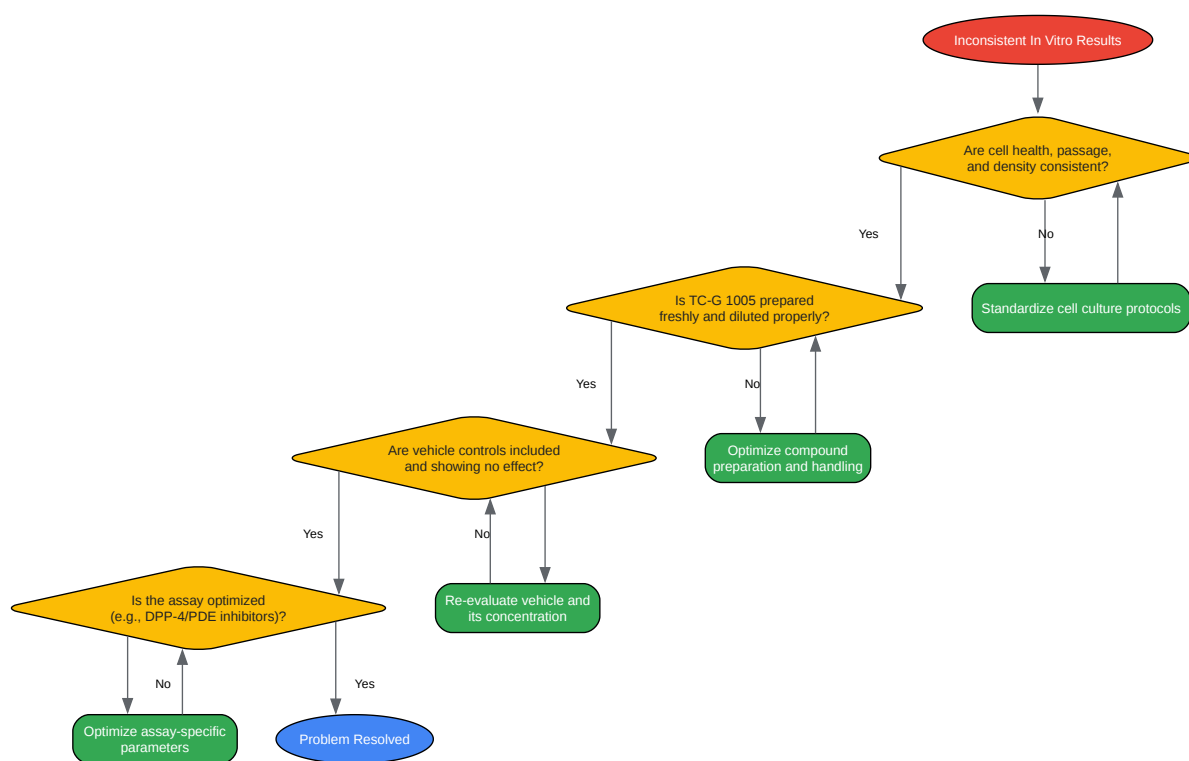 Inconsistent In Vitro Results
Are cell health, passage,
and density consistent?
Yes
No
Standardize cell culture protocols
Is TC-G 1005 prepared
freshly and diluted properly?
Yes
No
Optimize compound
preparation and handling
Are vehicle controls included
and showing no effect?
Yes
No
Re-evaluate vehicle and
its concentration
Is the assay optimized
(e.g., DPP-4/PDE inhibitors)?
No
Yes
Optimize assay-specific
parameters
Problem Resolved